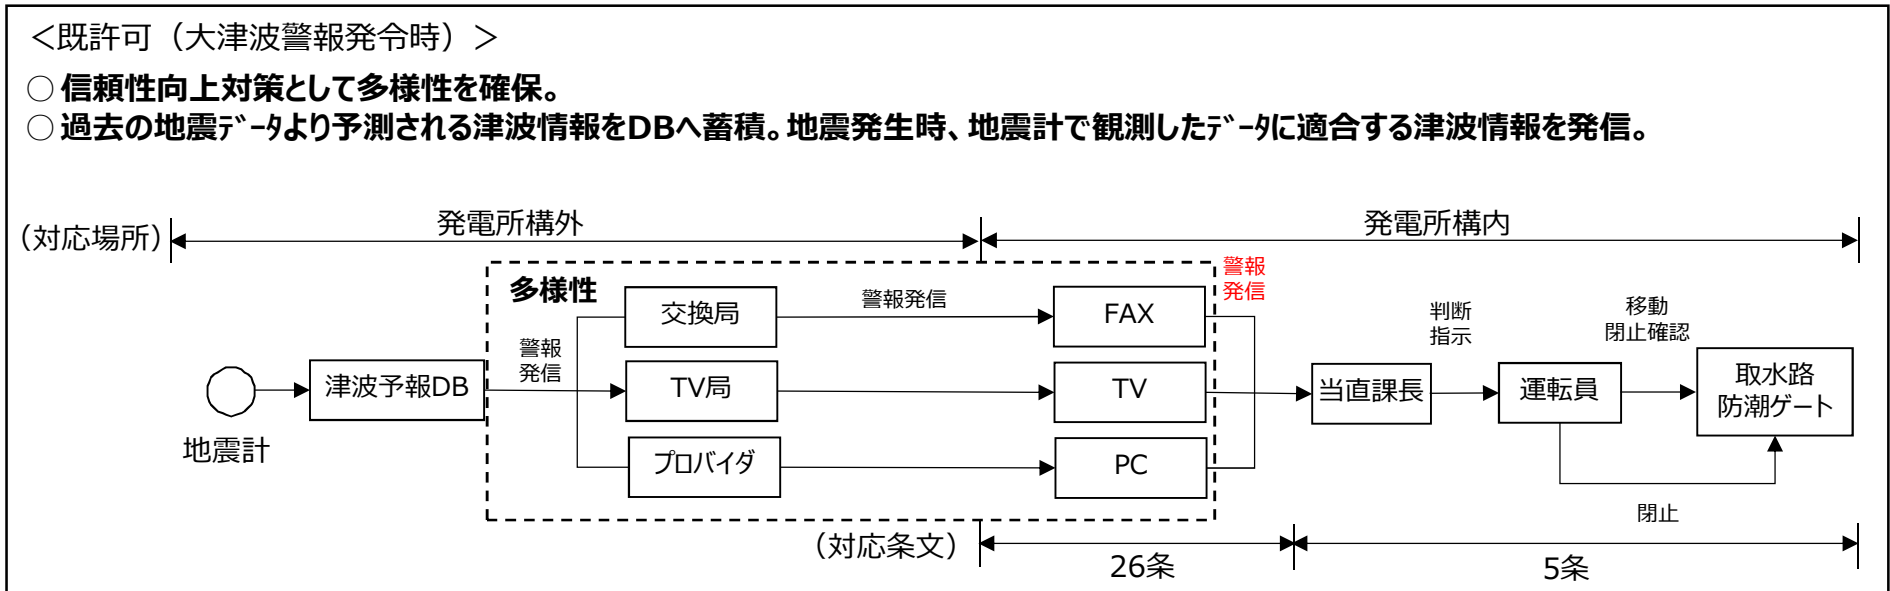 ＜既許可（大津波警報発令時）＞
○ 信頼性向上対策として多様性を確保。
○ 過去の地震ﾃﾞｰﾀより予測される津波情報をDBへ蓄積。地震発生時、地震計で観測したﾃﾞｰﾀに適合する津波情報を発信。
（対応場所）
発電所構外
発電所構内
多様性
警報
発信
交換局
警報発信
FAX
警報
発信
判断
指示
移動
閉止確認
地震計
津波予報DB
TV局
TV
当直課長
運転員
取水路
防潮ゲート
プロバイダ
PC
閉止
（対応条文）
26条
5条